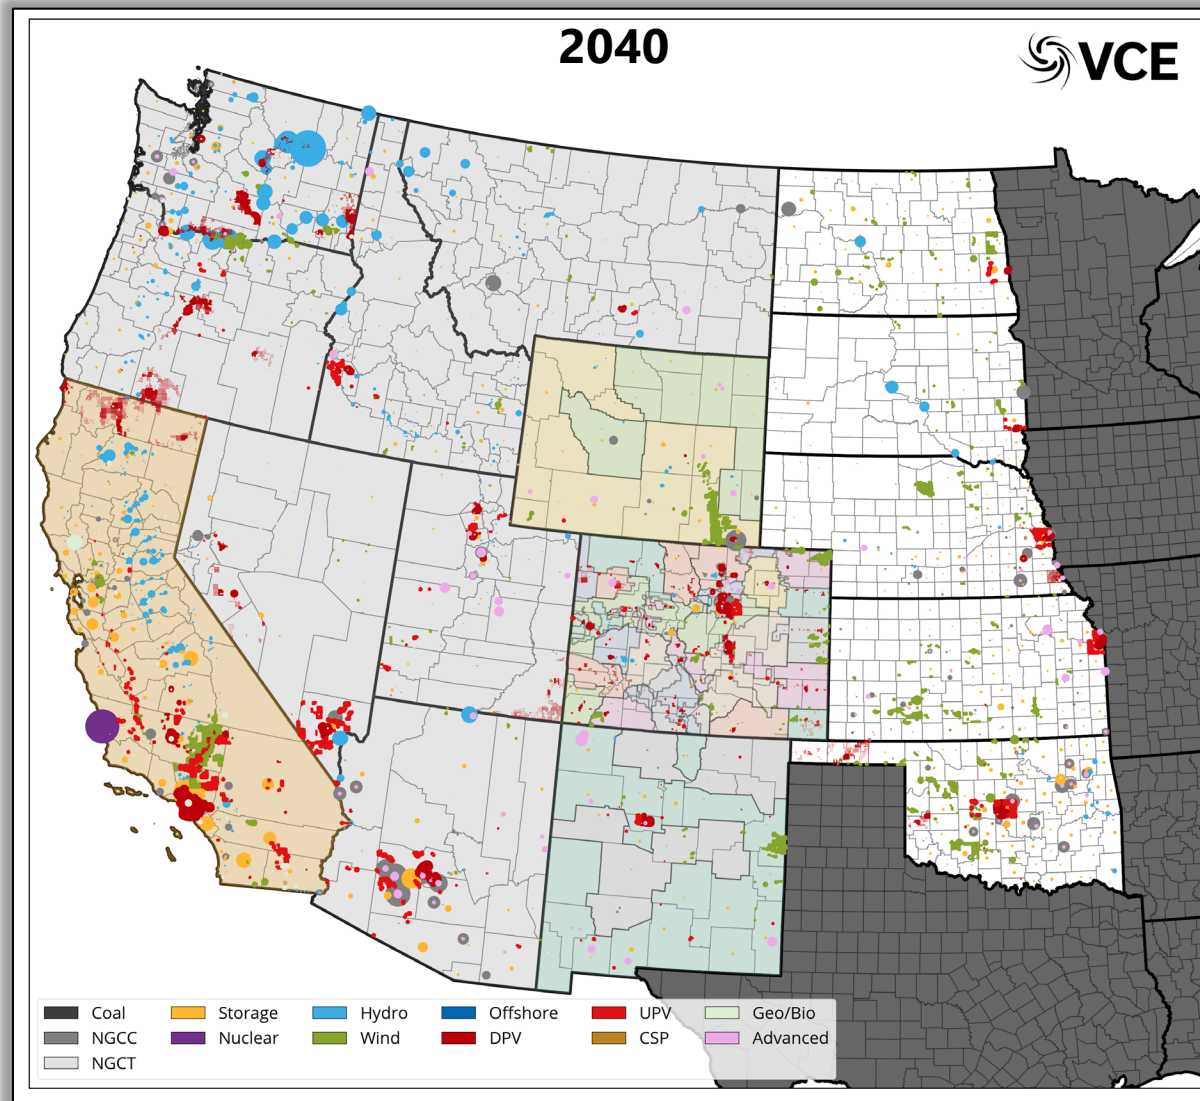 2040
VCE
Coal Storage Hydro Offshore UPV Geo/Bio
NGCC Nuclear Wind DPV CSP Advanced
NGCT